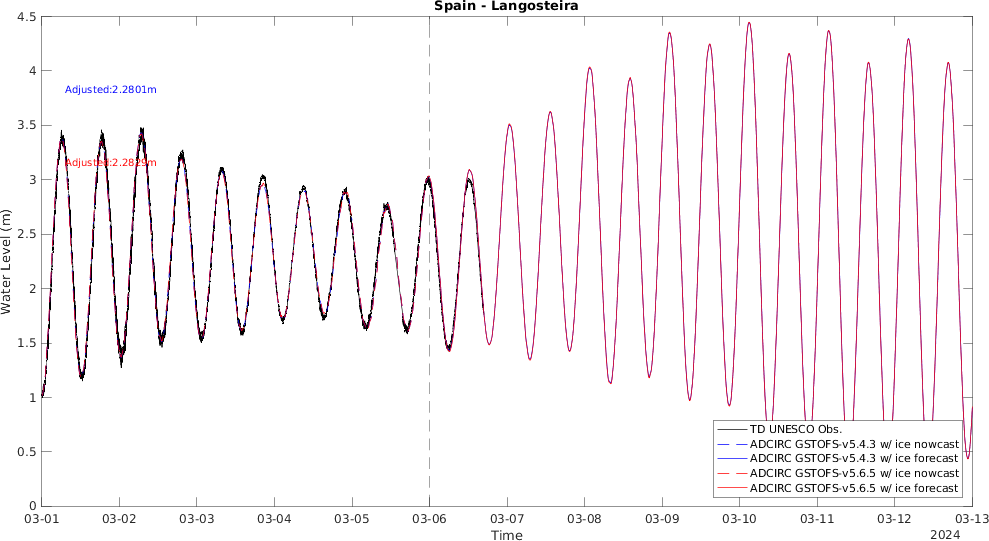 Spain - Langosteira
4.5
4
3.5
3
2.5
2
1.5
1
0.5
0
Water Level (m)
Adjusted:2.2801m
Adjusted:2.2829m
TD UNESCO Obs.
ADCIRC GSTOFS-v5.4.3 w/ ice nowcast
ADCIRC GSTOFS-v5.4.3 w/ ice forecast
ADCIRC GSTOFS-v5.6.5 w/ ice nowcast
ADCIRC GSTOFS-v5.6.5 w/ ice forecast
03-01 03-02 03-03 03-04 03-05 03-06 03-07 03-08 03-09 03-10 03-11 03-12 03-13
Time
2024